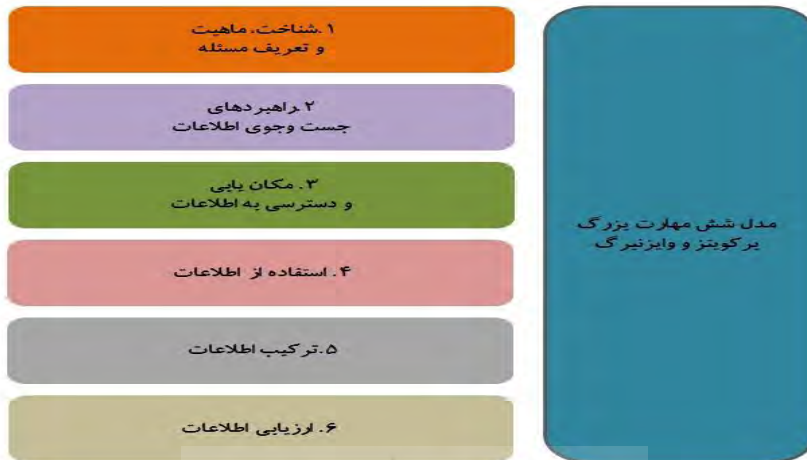 مدل شش مهارت بزرگ
برکویتز و وایزنبرگ
۱.شناخت، ماهیت
و تعریف مسئله
۲.راهبردهای
جست وجوی اطلاعات
۳. مکان یابی
و دسترسی به اطلاعات
۴. استفاده از اطلاعات
۵.ترکیب اطلاعات
۶. ارزیابی اطلاعات